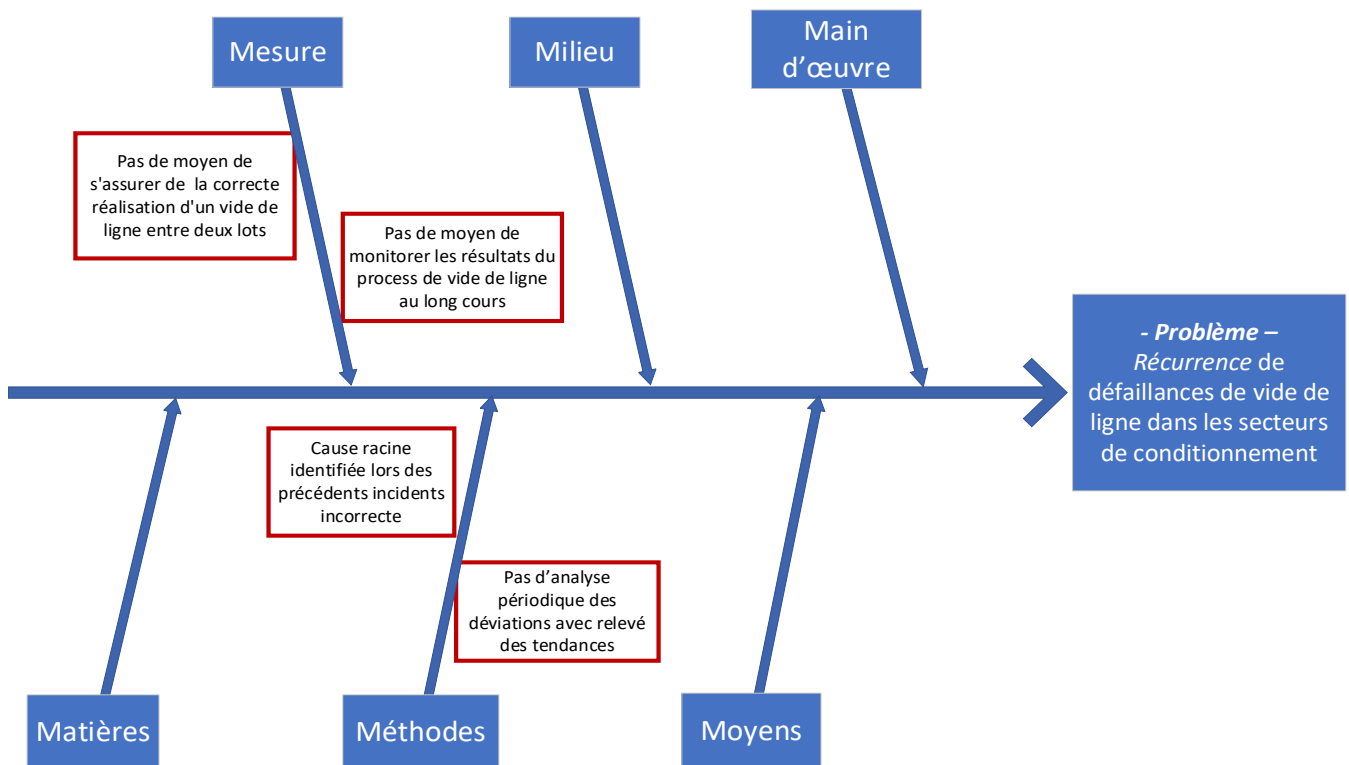 Mesure
Milieu
Main
d'œuvre
Pas de moyen de
s'assurer de  la correcte
réalisation d'un vide de
ligne entre deux lots
Pas de moyen de
monitorer les résultats du
process de vide de ligne
au long cours
- Problème –
Récurrence de
défaillances de vide de
ligne dans les secteurs
de conditionnement
Cause racine
identifiée lors des
précédents incidents
incorrecte
Pas d’analyse
périodique des
déviations avec relevé
des tendances
Matières
Méthodes
Moyens